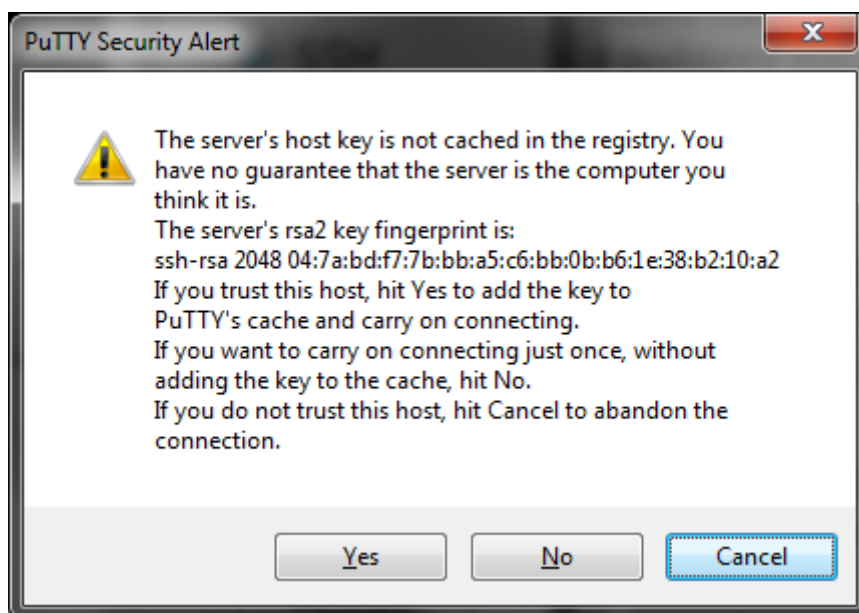 PuTTY Security Alert
The server's host key is not cached in the registry. You
have no guarantee that the server is the computer you
think it is.
The server's rsa2 key fingerprint is:
ssh-rsa 2048 04:7a:bd:f7:7b:bb:a5:c6:bb:0b:b6:1e:38:b2:10:a2
If you trust this host, hit Yes to add the key to
PuTTY's cache and carry on connecting.
If you want to carry on connecting just once, without
adding the key to the cache, hit No.
If you do not trust this host, hit Cancel to abandon the
connection.
Yes No Cancel